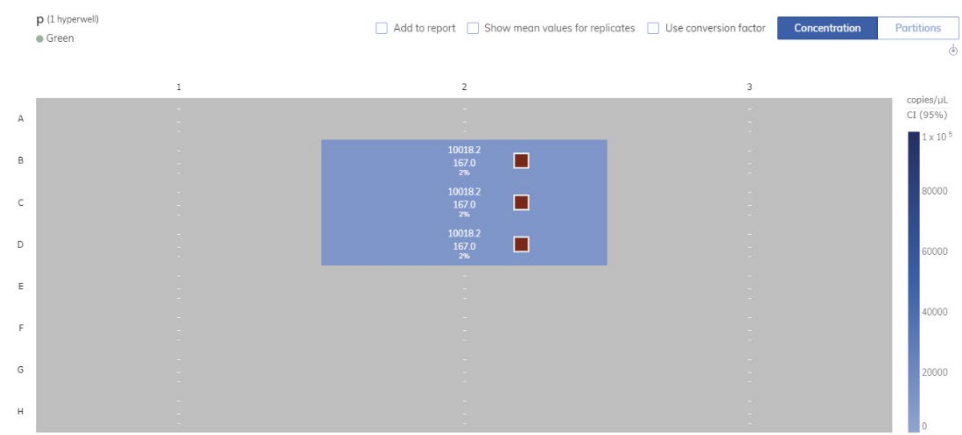 p (1 hyperwell)
Green
Add to report Show mean values for replicates Use conversion factor Concentration Partitions
1 2 3
copies/µL
CI (95%)
A
B
C
D
E
F
G
H
10018.2
167.0
2%
10018.2
167.0
2%
10018.2
167.0
2%
1 x 10 5
80000
60000
40000
20000
0